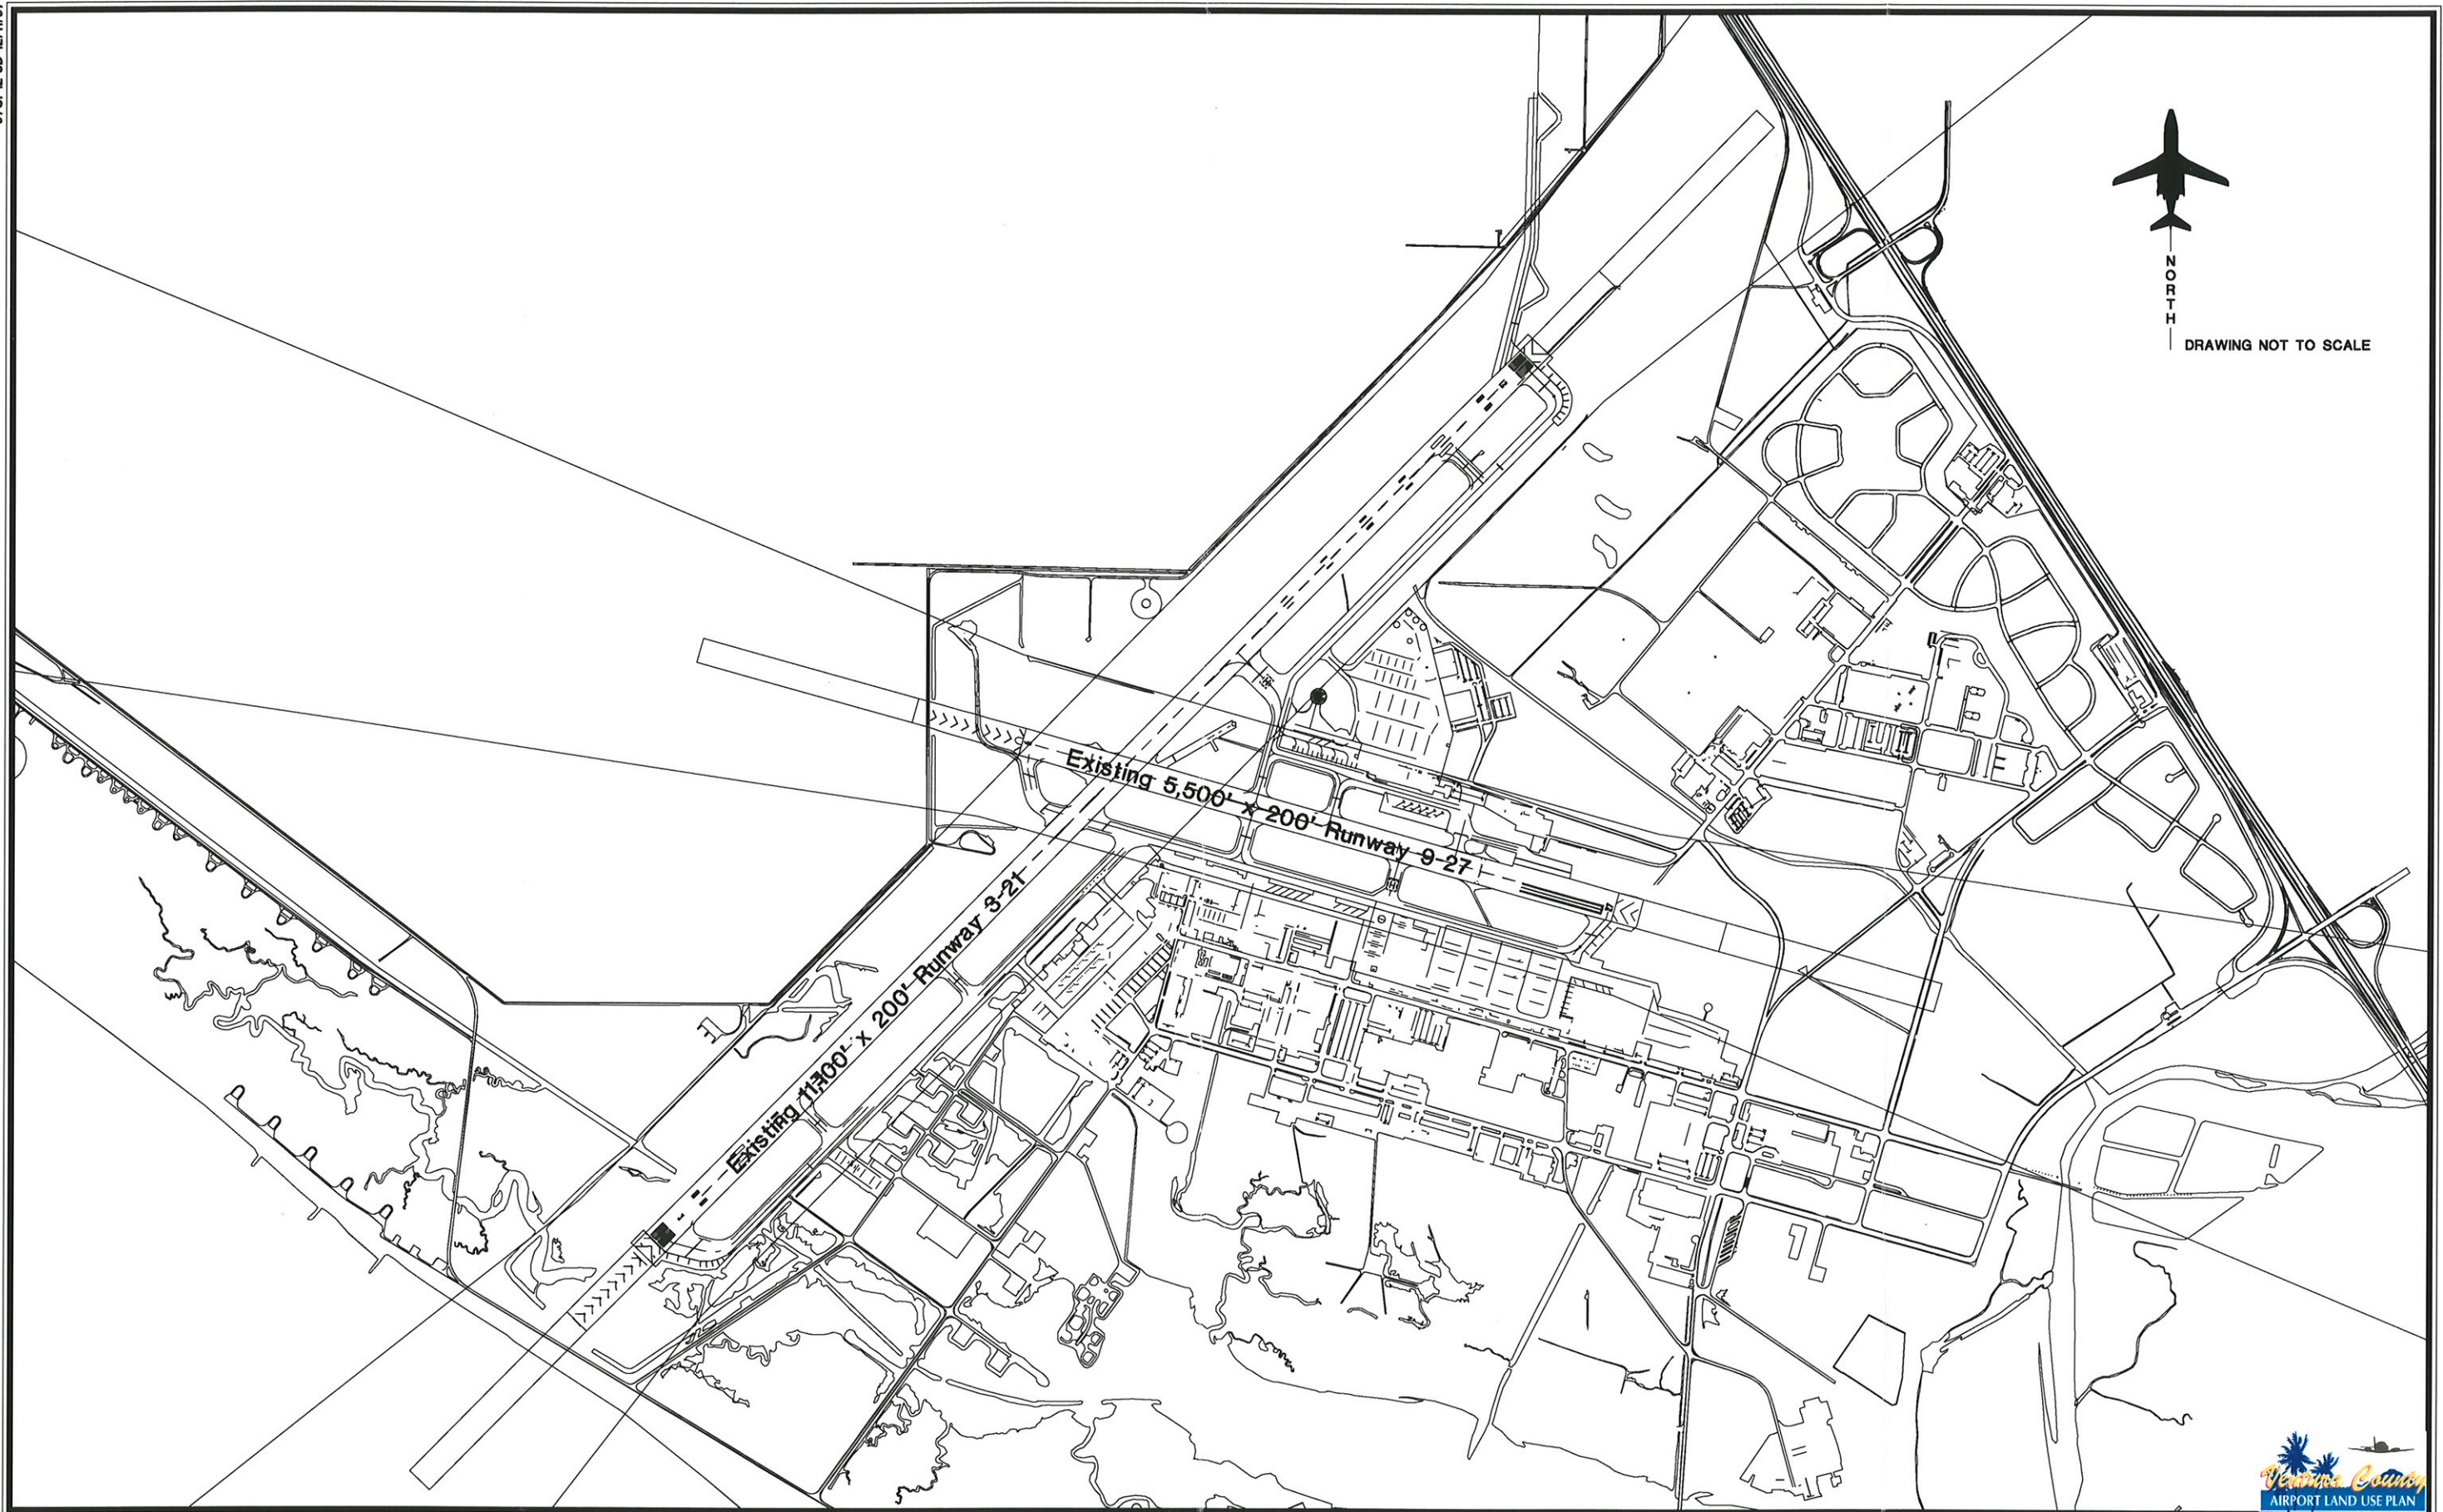 NORTH
DRAWING NOT TO SCALE
Existing 5,500' x 200' Runway 9-27
Existing 11,100' x 200' Runway 3-21
Ventura County
AIRPORT LAND USE PLAN